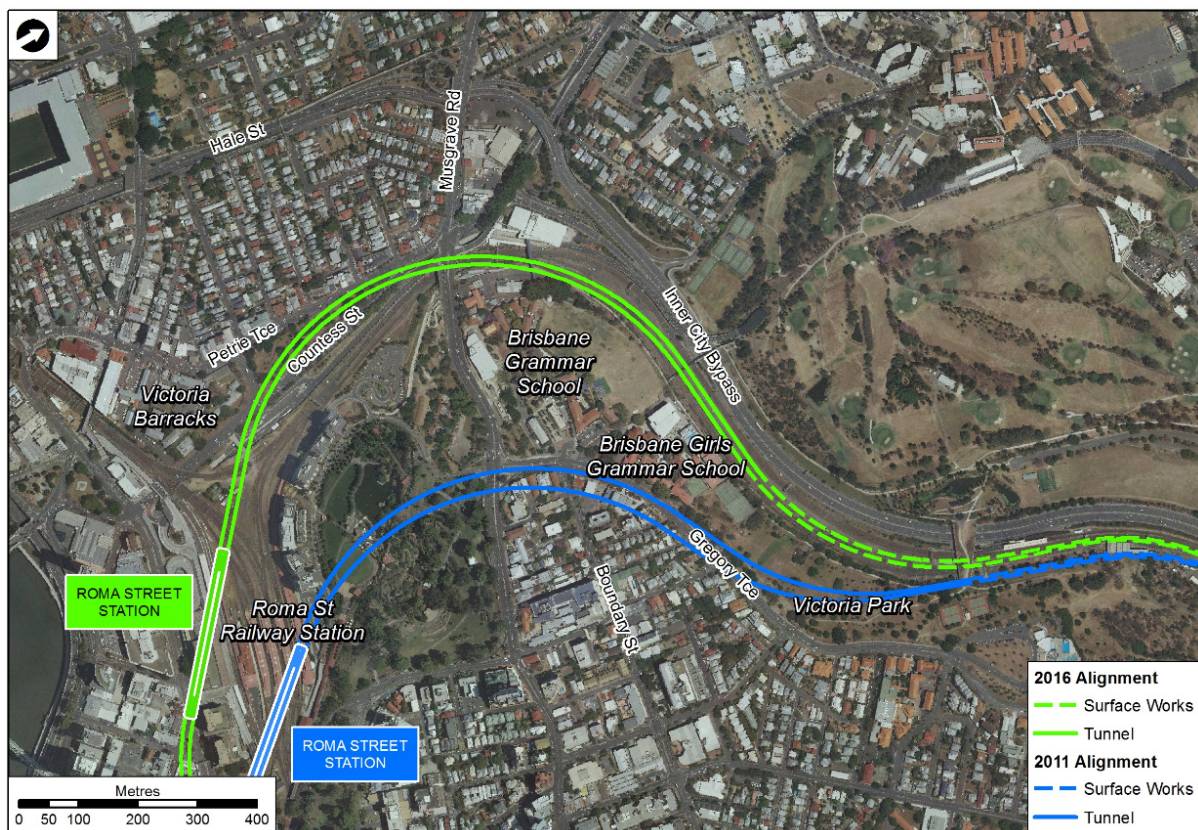 Hale St
Musgrave Rd
Petrie Tce
Countess St
Victoria
Barracks
Brisbane
Grammar
School
Inner City Bypass
Brisbane Girls
Grammar School
ROMA STREET
STATION
Roma St
Railway Station
Boundary St
Gregory Tce
Victoria Park
ROMA STREET
STATION
2016 Alignment
Surface Works
Tunnel
2011 Alignment
Surface Works
Tunnel
Metres
0 50 100 200 300 400